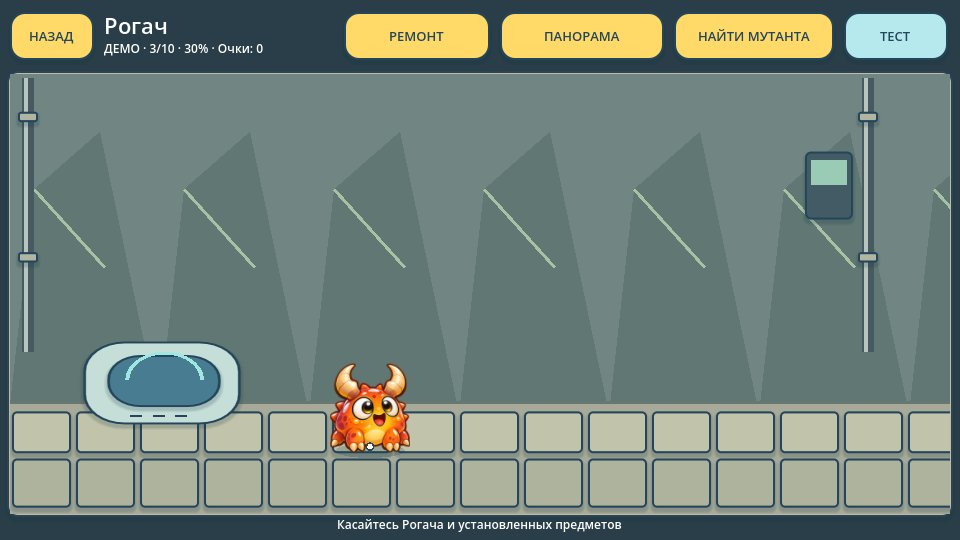 НАЗАД
Рогач
ДЕМО · 3/10 · 30% · Очки: 0
РЕМОНТ
ПАНОРАМА
НАЙТИ МУТАНТА
ТЕСТ
Касайтесь Рогача и установленных предметов